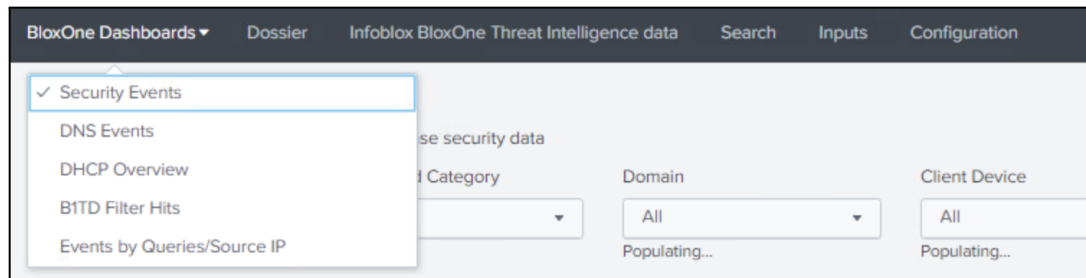 BloxOne Dashboards Dossier Infoblox BloxOne Threat Intelligence data Search Inputs Configuration
Security Events
DNS Events
se security data
DHCP Overview
Category Domain Client Device
B1TD Filter Hits
All All
Events by Queries/Source IP
Populating... Populating...